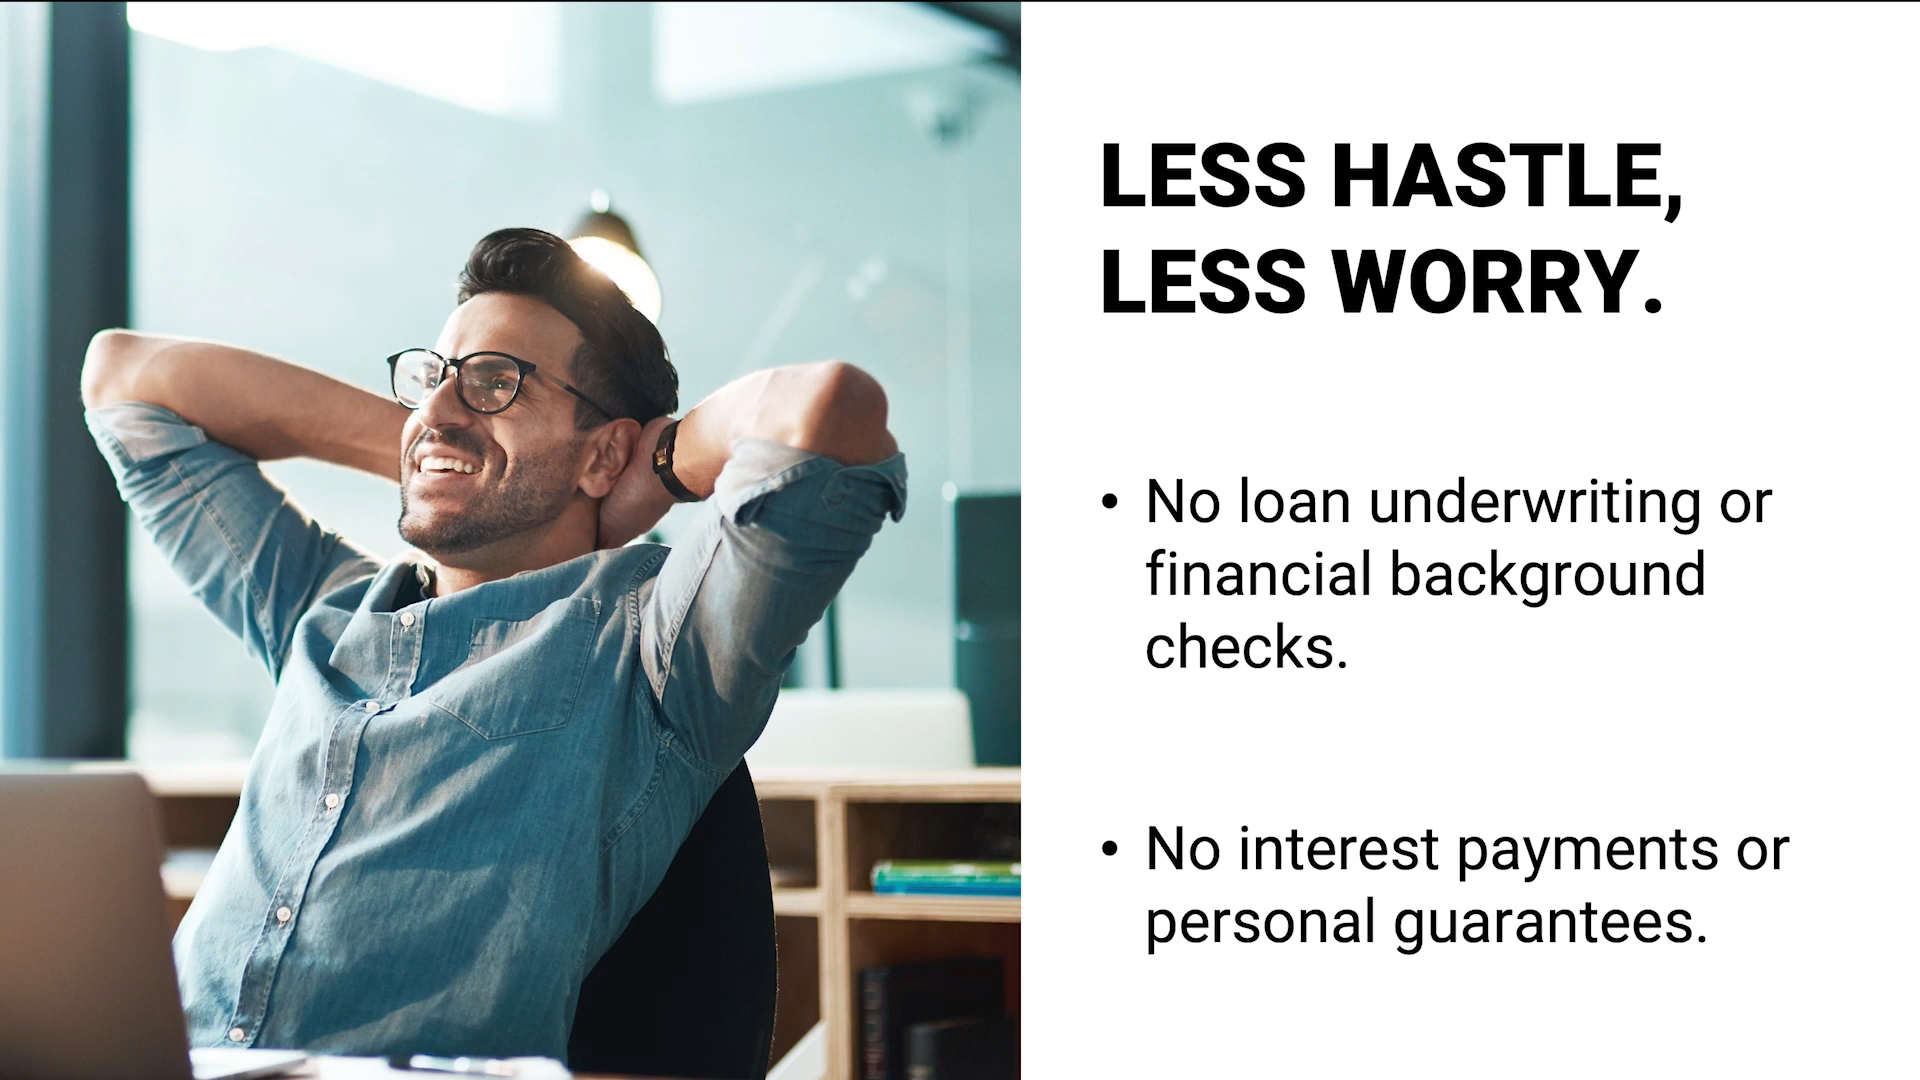 LESS HASTLE,
LESS WORRY.
• No loan underwriting or
financial background
checks.
• No interest payments or
personal guarantees.